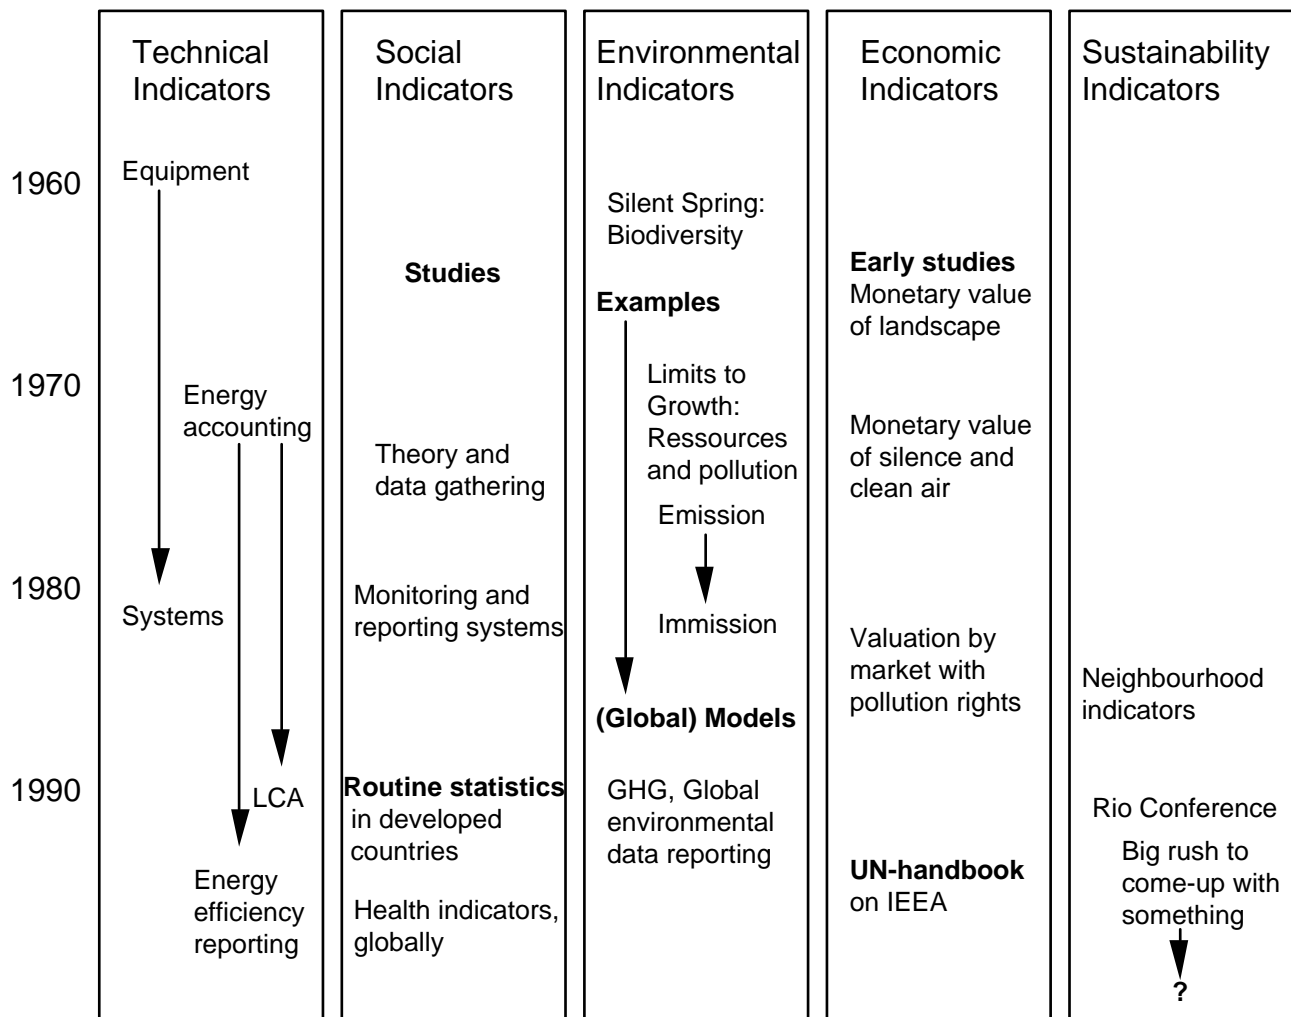 Technical
Indicators
Social
Indicators
Environmental
Indicators
Economic
Indicators
Sustainability
Indicators
1960
1970
1980
1990
Equipment
Energy
accounting
Systems
LCA
Energy
efficiency
reporting
Studies
Theory and
data gathering
Monitoring and
reporting systems
Routine statistics
in developed
countries
Health indicators,
globally
Silent Spring:
Biodiversity
Examples
Limits to
Growth:
Ressources
and pollution
Emission
Immission
(Global) Models
GHG, Global
environmental
data reporting
Early studies
Monetary value
of landscape
Monetary value
of silence and
clean air
Valuation by
market with
pollution rights
UN-handbook
on IEEA
Neighbourhood
indicators
Rio Conference
Big rush to
come-up with
something
?